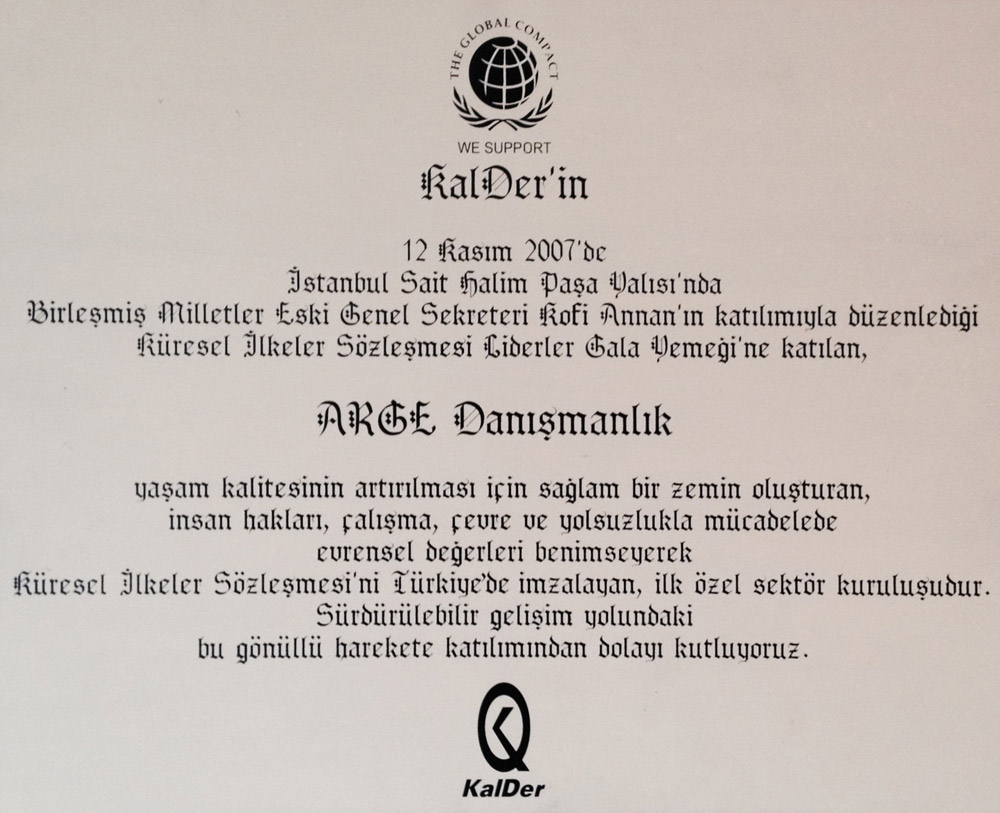 THE GLOBAL COMPACT
WE SUPPORT
KalDer'in
12 Kasım 2007'de
İstanbul Sait Halim Paşa Yalısı'nda
Birleşmiş Milletler Eski Genel Sekreteri Kofi Annan'ın katılımıyla düzenlediği
Küresel İlkeler Sözleşmesi Liderler Gala Yemeği'ne katılan,
ARGE Danışmanlık
yaşam kalitesinin artırılması için sağlam bir zemin oluşturan,
insan hakları, çalışma, çevre ve yolsuzlukla mücadelede
evrensel değerleri benimseyerek
Küresel İlkeler Sözleşmesi'ni Türkiye'de imzalayan, ilk özel sektör kuruluşudur.
Sürdürülebilir gelişim yolundaki
bu gönüllü harekete katılımından dolayı kutluyoruz.
KalDer